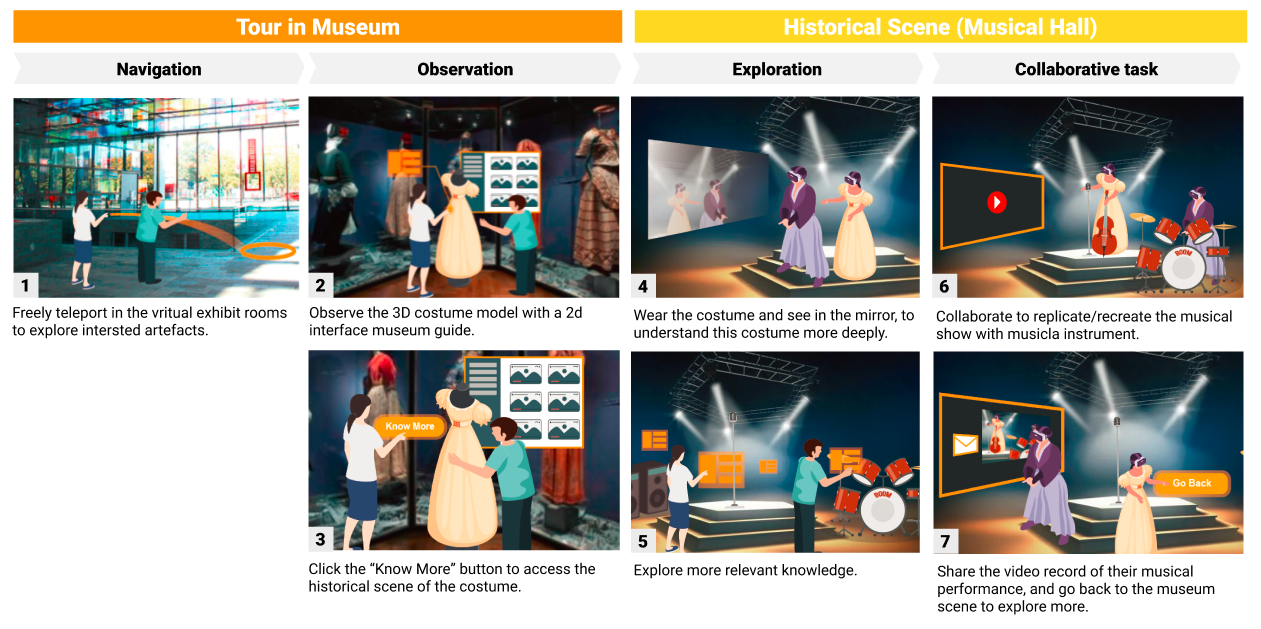 Tour in Museum
Historical Scene (Musical Hall)
Navigation
Observation
Exploration
Collaborative task
1
Freely teleport in the vritual exhibit rooms
to explore intersted artefacts.
2
Observe the 3D costume model with a 2d
interface museum guide.
Know More
3
Click the “Know More” button to access the
historical scene of the costume.
4
Wear the costume and see in the mirror, to
understand this costume more deeply.
BOOM
5
Explore more relevant knowledge.
BOOM
6
Collaborate to replicate/recreate the musical
show with musicla instrument.
Go Back
7
Share the video record of their musical
performance, and go back to the museum
scene to explore more.